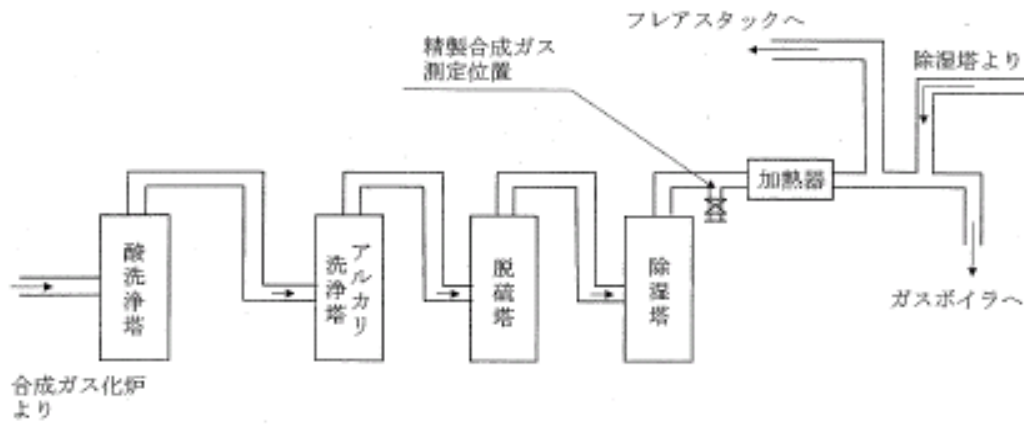 フレアスタックへ
精製合成ガス
測定位置
除湿塔より
加熱器
酸洗浄塔
アルカリ
洗浄塔
脱硫塔
除湿塔
ガスボイラへ
合成ガス化炉
より